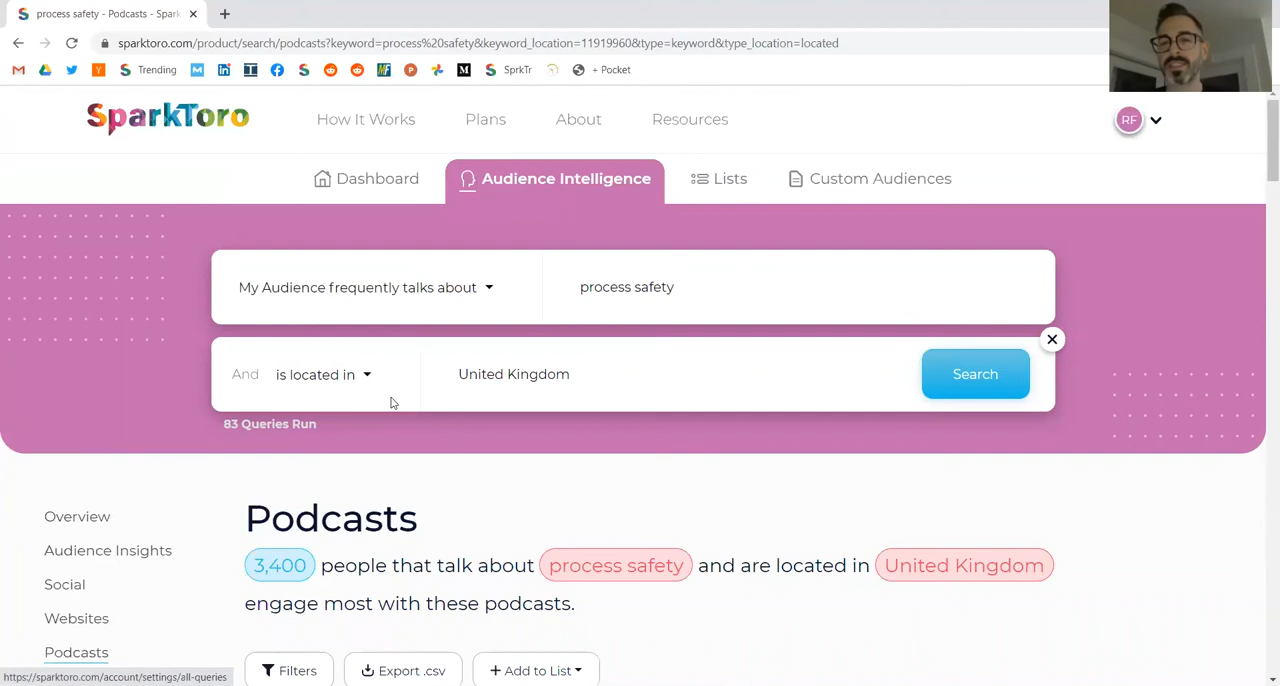 process safety - Podcasts - Spark
sparktoro.com/product/search/podcasts?keyword=process%20safety&keyword_location=11919960&type=keyword&type_location=located
Trending
SprkTr
+ Pocket
SparkToro
How It Works
Plans
About
Resources
RF
Dashboard
Audience Intelligence
Lists
Custom Audiences
My Audience frequently talks about
process safety
And
is located in
United Kingdom
Search
83 Queries Run
Overview
Audience Insights
Social
Websites
Podcasts
Podcasts
3,400 people that talk about process safety and are located in United Kingdom
engage most with these podcasts.
Filters
Export .csv
+ Add to List
https://sparktoro.com/account/settings/all-queries